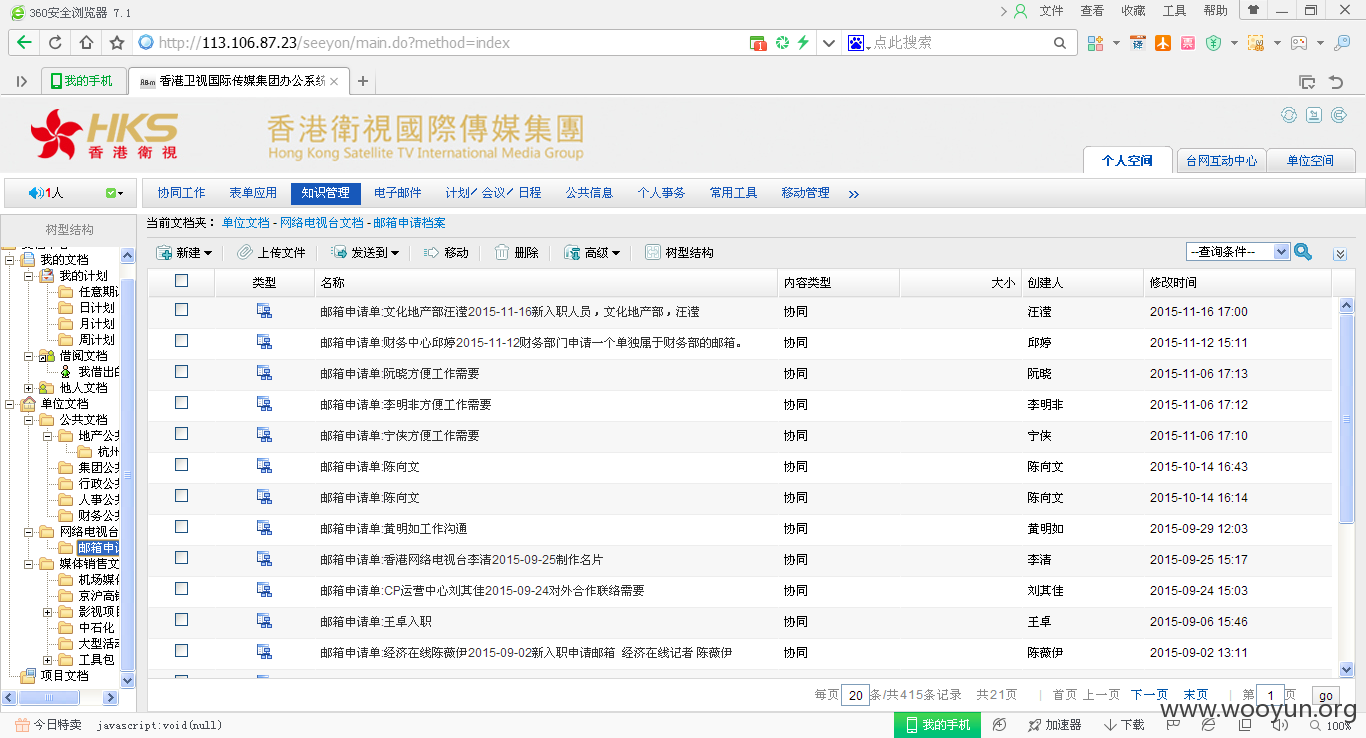 360安全浏览器 7.1
文件 查看 收藏 工具 帮助
http://113.106.87.23/seeyon/main.do?method=index
点此搜索
我的手机
香港卫视国际传媒集团办公系统
HKS
香港衛視
香港衛視國際傳媒集團
Hong Kong Satellite TV International Media Group
个人空间 台网互动中心 单位空间
1人
协同工作 表单应用 知识管理 电子邮件 计划/会议/日程 公共信息 个人事务 常用工具 移动管理 »
树型结构
当前文档夹： 单位文档 - 网络电视台文档 - 邮箱申请档案
新建 上传文件 发送到 移动 删除 高级 树型结构
--查询条件--
我的文档
我的计划
任意期计
日计划
月计划
周计划
借阅文档
我借出的
他人文档
单位文档
公共文档
地产公共
杭州
集团公共
行政公共
人事公共
财务公共
网络电视台
邮箱申请
媒体销售文
机场媒体
京沪高铁
影视项目
中石化
大型活动
工具包
项目文档
类型 名称 内容类型 大小 创建人 修改时间
邮箱申请单:文化地产部汪滢2015-11-16新入职人员，文化地产部，汪滢 协同 汪滢 2015-11-16 17:00
邮箱申请单:财务中心邱婷2015-11-12财务部门申请一个单独属于财务部的邮箱。 协同 邱婷 2015-11-12 15:11
邮箱申请单:阮晓方便工作需要 协同 阮晓 2015-11-06 17:13
邮箱申请单:李明非方便工作需要 协同 李明非 2015-11-06 17:12
邮箱申请单:宁侠方便工作需要 协同 宁侠 2015-11-06 17:10
邮箱申请单:陈向文 协同 陈向文 2015-10-14 16:43
邮箱申请单:陈向文 协同 陈向文 2015-10-14 16:14
邮箱申请单:黄明如工作沟通 协同 黄明如 2015-09-29 12:03
邮箱申请单:香港网络电视台李清2015-09-25制作名片 协同 李清 2015-09-25 15:17
邮箱申请单:CP运营中心刘其佳2015-09-24对外合作联络需要 协同 刘其佳 2015-09-24 15:03
邮箱申请单:王卓入职 协同 王卓 2015-09-06 15:46
邮箱申请单:经济在线陈薇伊2015-09-02新入职申请邮箱 经济在线记者 陈薇伊 协同 陈薇伊 2015-09-02 13:11
每页 20 条/共415条记录 共21页 首页 上一页 下一页 末页 第 1 页 go
www.wooyun.org
今日特卖 javascript:void(null)
我的手机 加速器 下载 100%